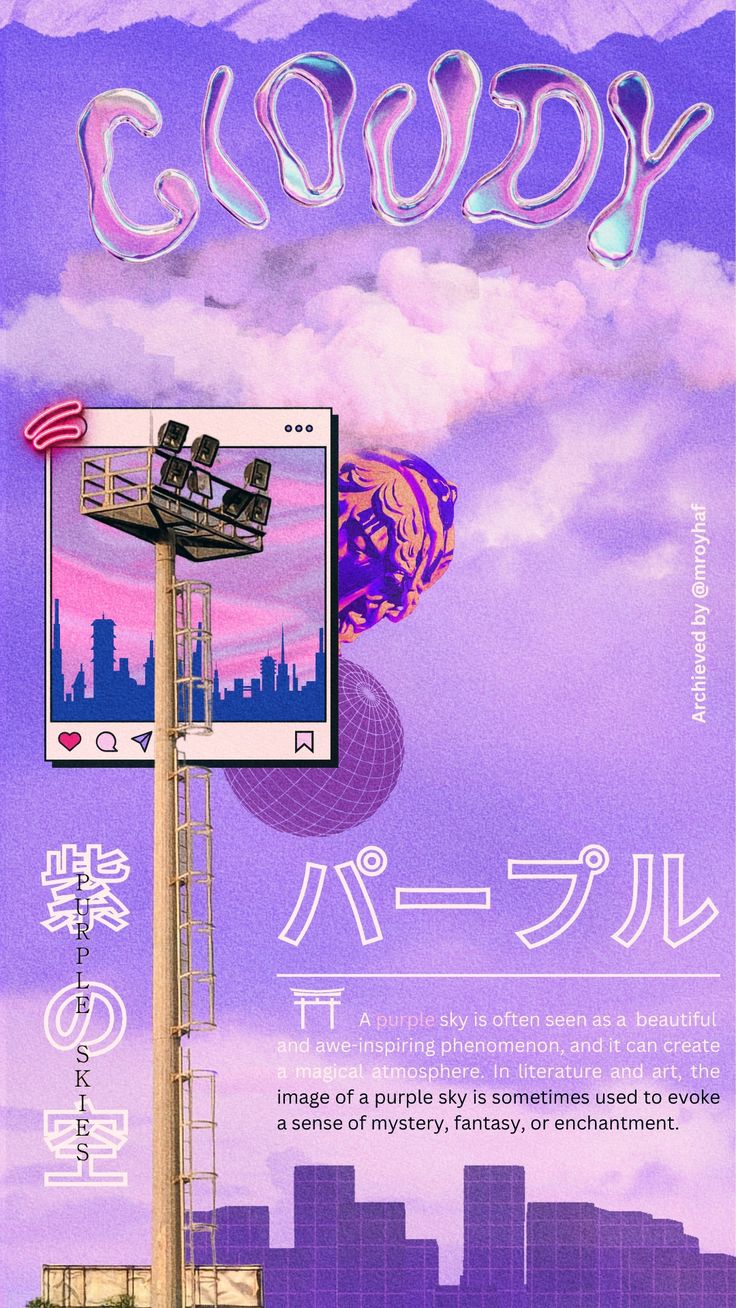 CLOUDY
Archieved by @mroyhaf
紫の空
PURPLE SKIES
パープル
A purple sky is often seen as a beautiful
and awe-inspiring phenomenon, and it can create
a magical atmosphere. In literature and art, the
image of a purple sky is sometimes used to evoke
a sense of mystery, fantasy, or enchantment.